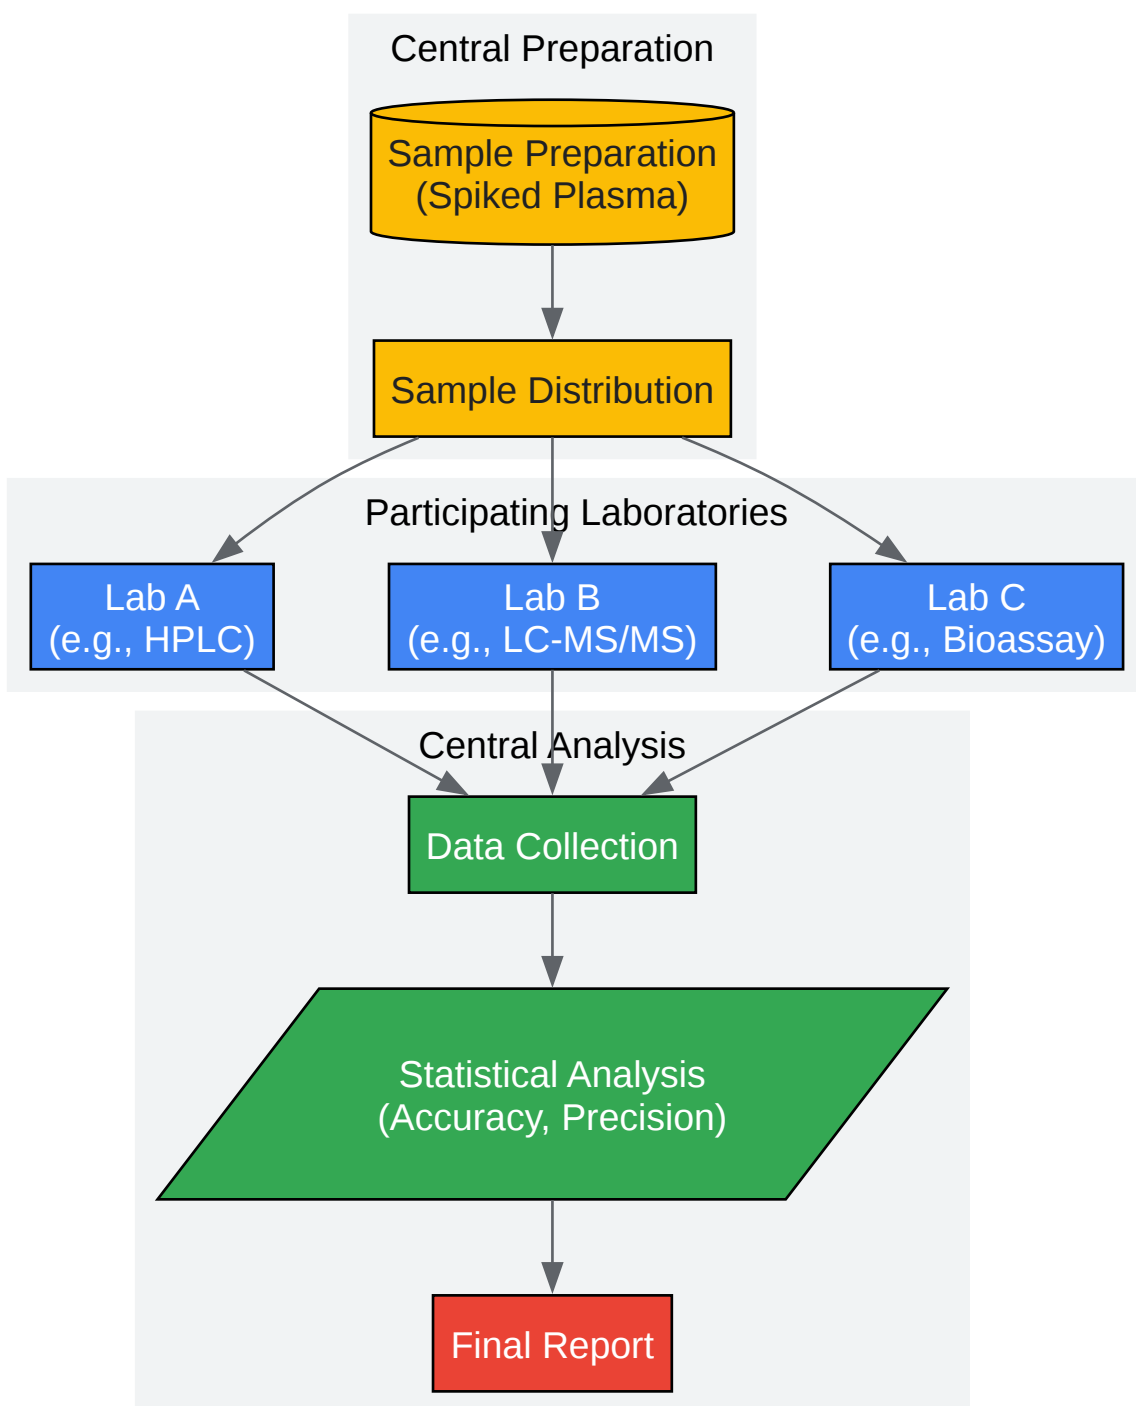 Central Preparation
Sample Preparation
(Spiked Plasma)
Sample Distribution
Participating Laboratories
Lab A
(e.g., HPLC)
Lab B
(e.g., LC-MS/MS)
Lab C
(e.g., Bioassay)
Central Analysis
Data Collection
Statistical Analysis
(Accuracy, Precision)
Final Report